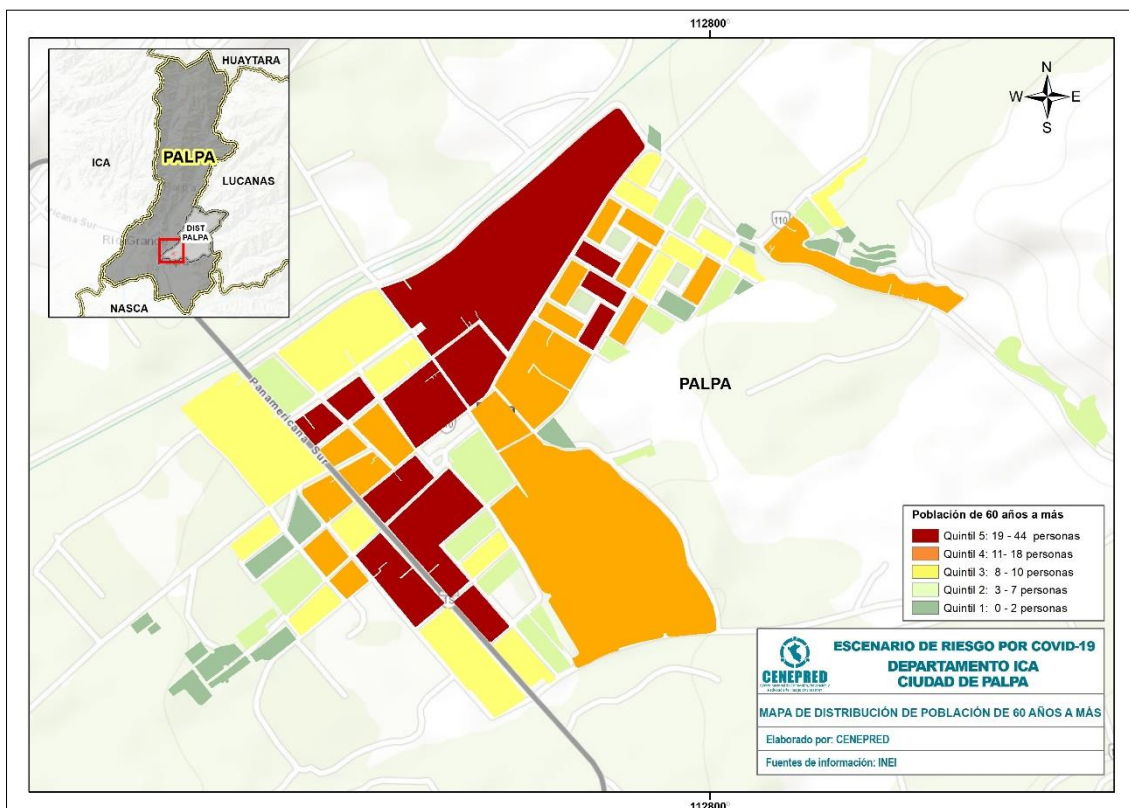 112800
HUAYTARA
ICA
PALPA
LUCANAS
DIST
PALPA
NASCA
N
W E
S
110
Panamericana Sur
PALPA
Población de 60 años a más
Quintil 5: 19 - 44 personas
Quintil 4: 11- 18 personas
Quintil 3: 8 - 10 personas
Quintil 2: 3 - 7 personas
Quintil 1: 0 - 2 personas
CENEPRED
ESCENARIO DE RIESGO POR COVID-19
DEPARTAMENTO ICA
CIUDAD DE PALPA
MAPA DE DISTRIBUCIÓN DE POBLACIÓN DE 60 AÑOS A MÁS
Elaborado por: CENEPRED
Fuentes de información: INEI
112800